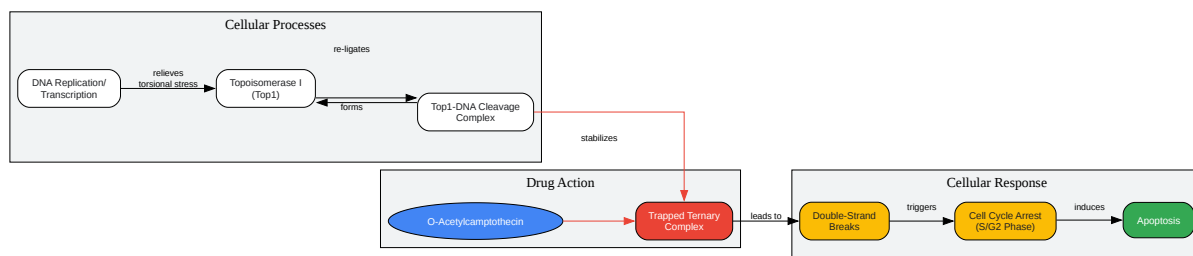 Cellular Processes
re-ligates
DNA Replication/
Transcription
relieves
torsional stress
Topoisomerase I
(Top1)
forms
Top1-DNA Cleavage
Complex
stabilizes
Drug Action
O-Acetylcamptothecin
Trapped Ternary
Complex
leads to
Cellular Response
Double-Strand
Breaks
triggers
Cell Cycle Arrest
(S/G2 Phase)
induces
Apoptosis